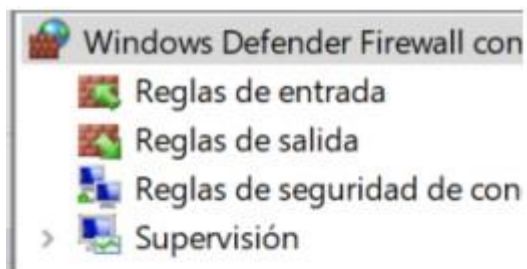 Windows Defender Firewall con
Reglas de entrada
Reglas de salida
Reglas de seguridad de con
Supervisión